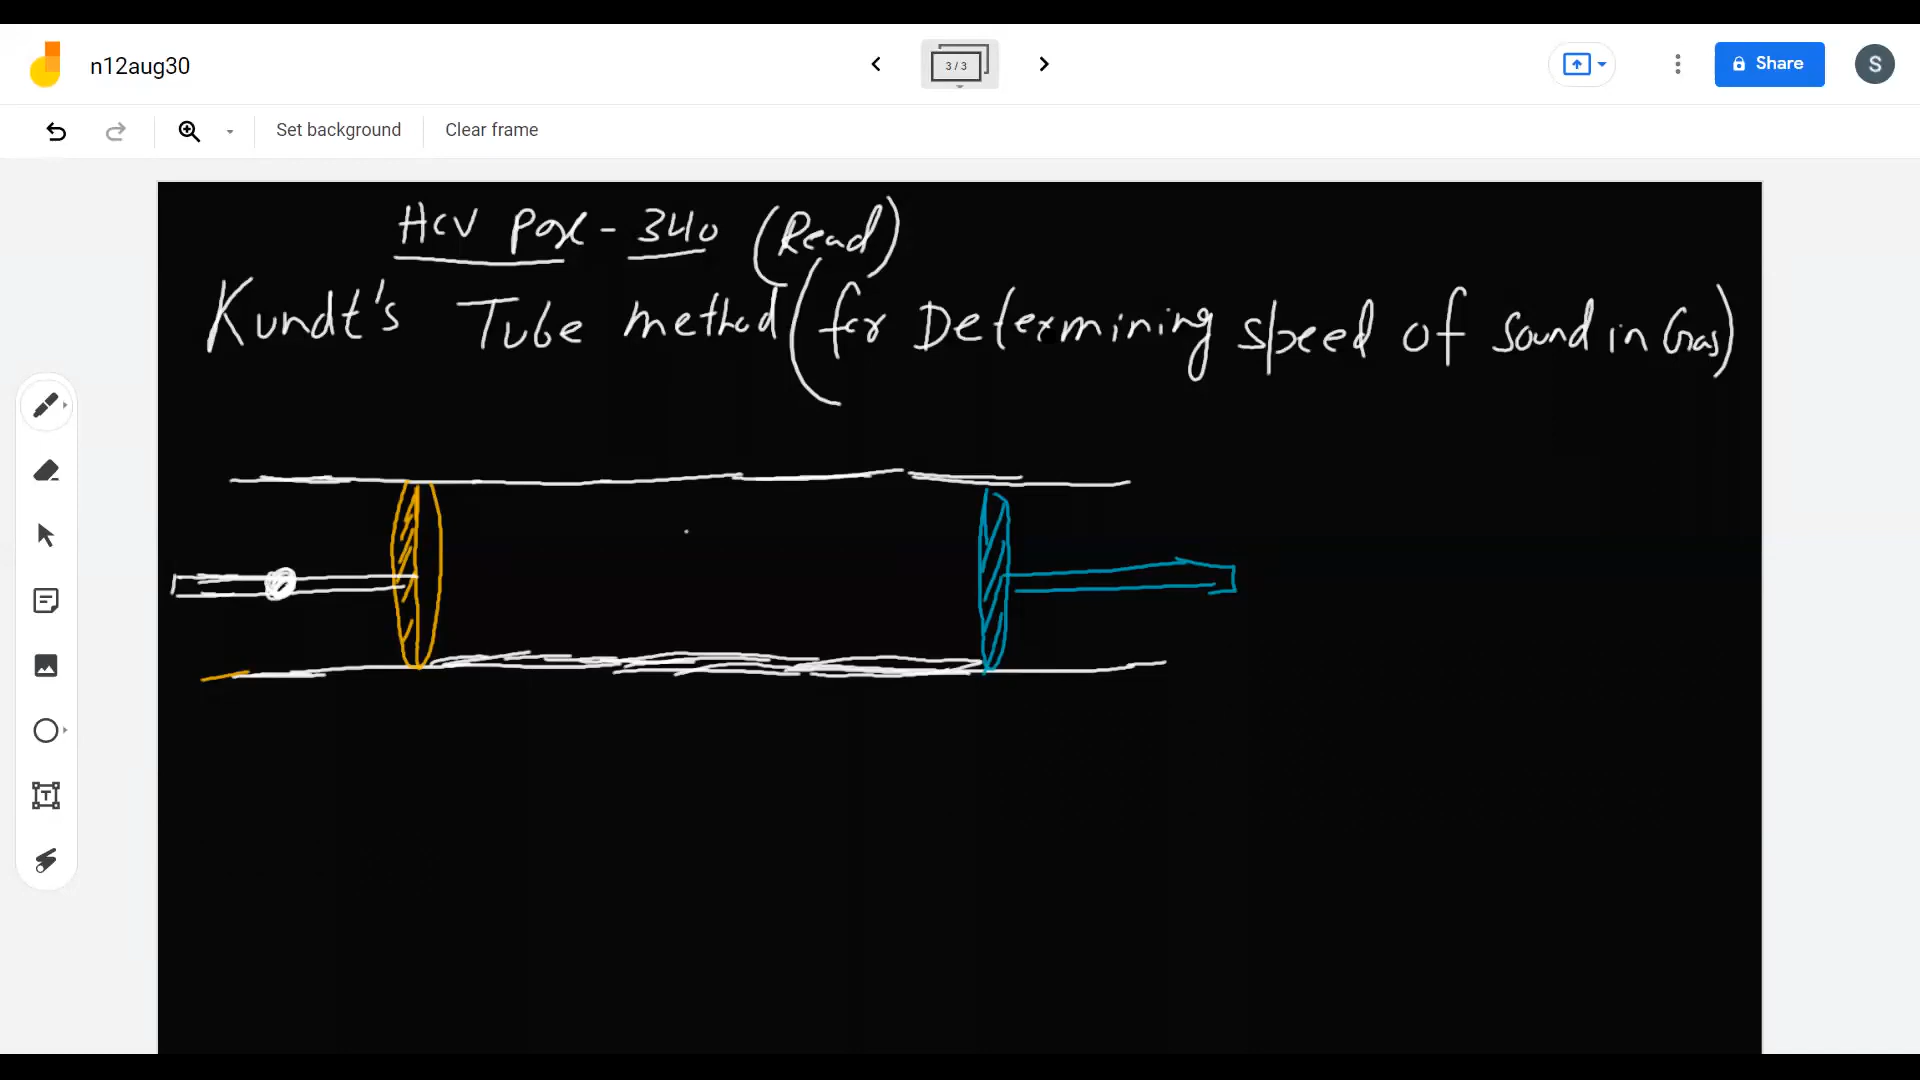 n12aug30
3 / 3
Share
S
Set background
Clear frame
HCV Page - 340 (Read)
Kundt's Tube method (for Determining speed of sound in Gas)